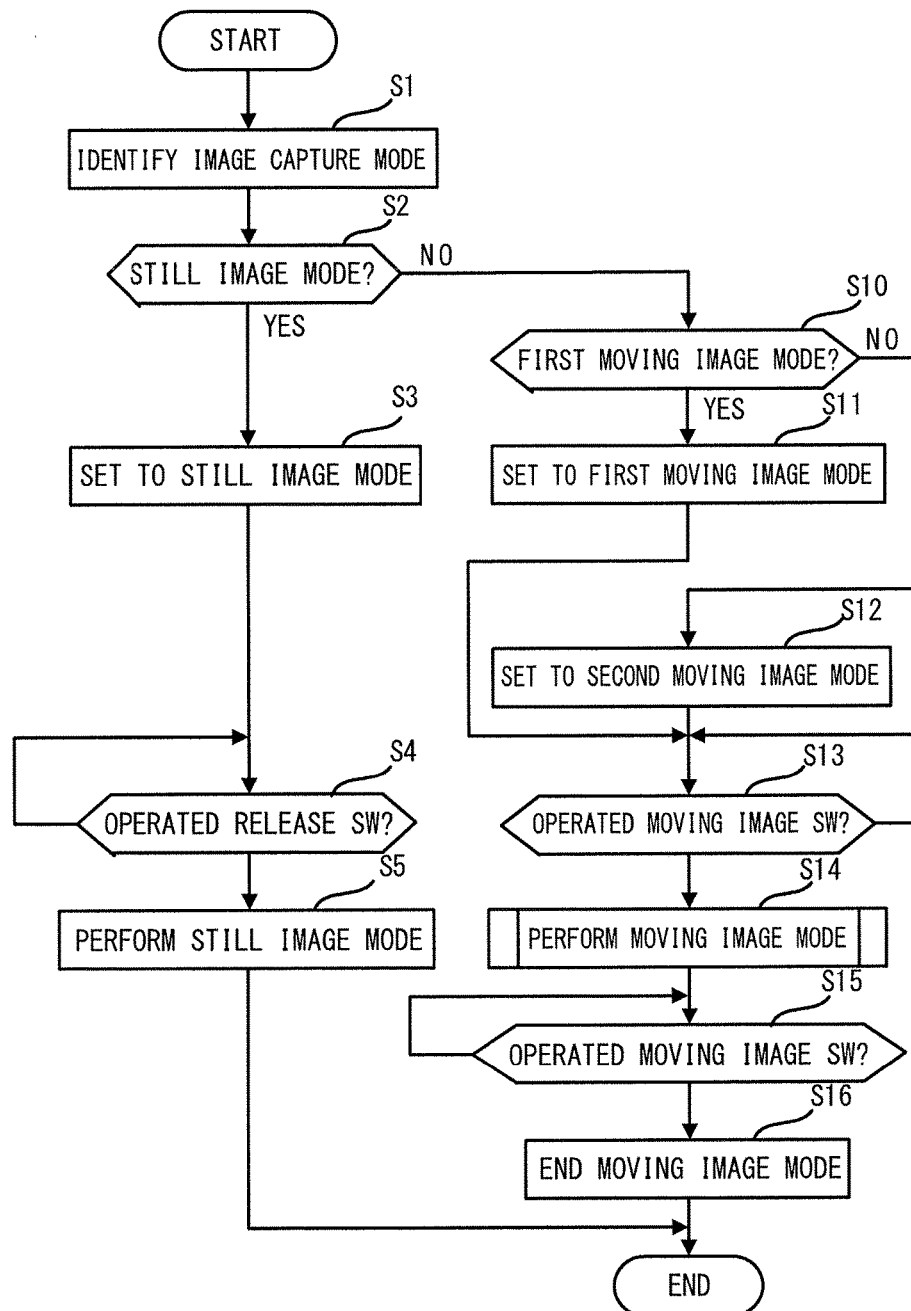 START
S1
IDENTIFY IMAGE CAPTURE MODE
S2
STILL IMAGE MODE?
NO
YES
S10
FIRST MOVING IMAGE MODE?
NO
YES
S3
SET TO STILL IMAGE MODE
S11
SET TO FIRST MOVING IMAGE MODE
S12
SET TO SECOND MOVING IMAGE MODE
S4
OPERATED RELEASE SW?
S13
OPERATED MOVING IMAGE SW?
S5
PERFORM STILL IMAGE MODE
S14
PERFORM MOVING IMAGE MODE
S15
OPERATED MOVING IMAGE SW?
S16
END MOVING IMAGE MODE
END